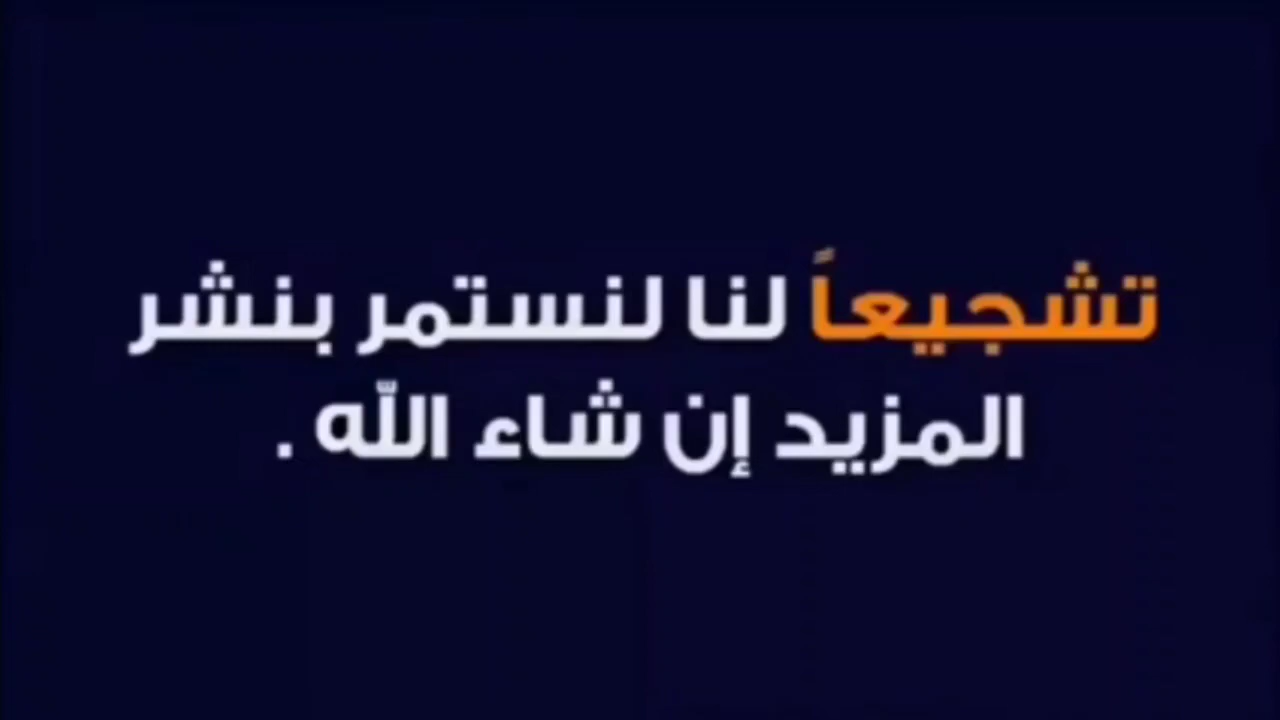 تشجيعاً لنا لنستمر بنشر
المزيد إن شاء الله .